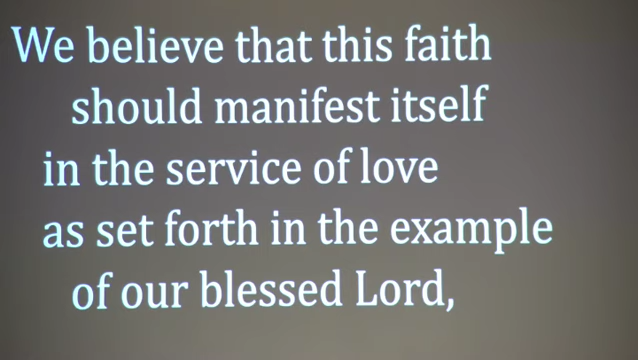 We believe that this faith
should manifest itself
in the service of love
as set forth in the example
of our blessed Lord,